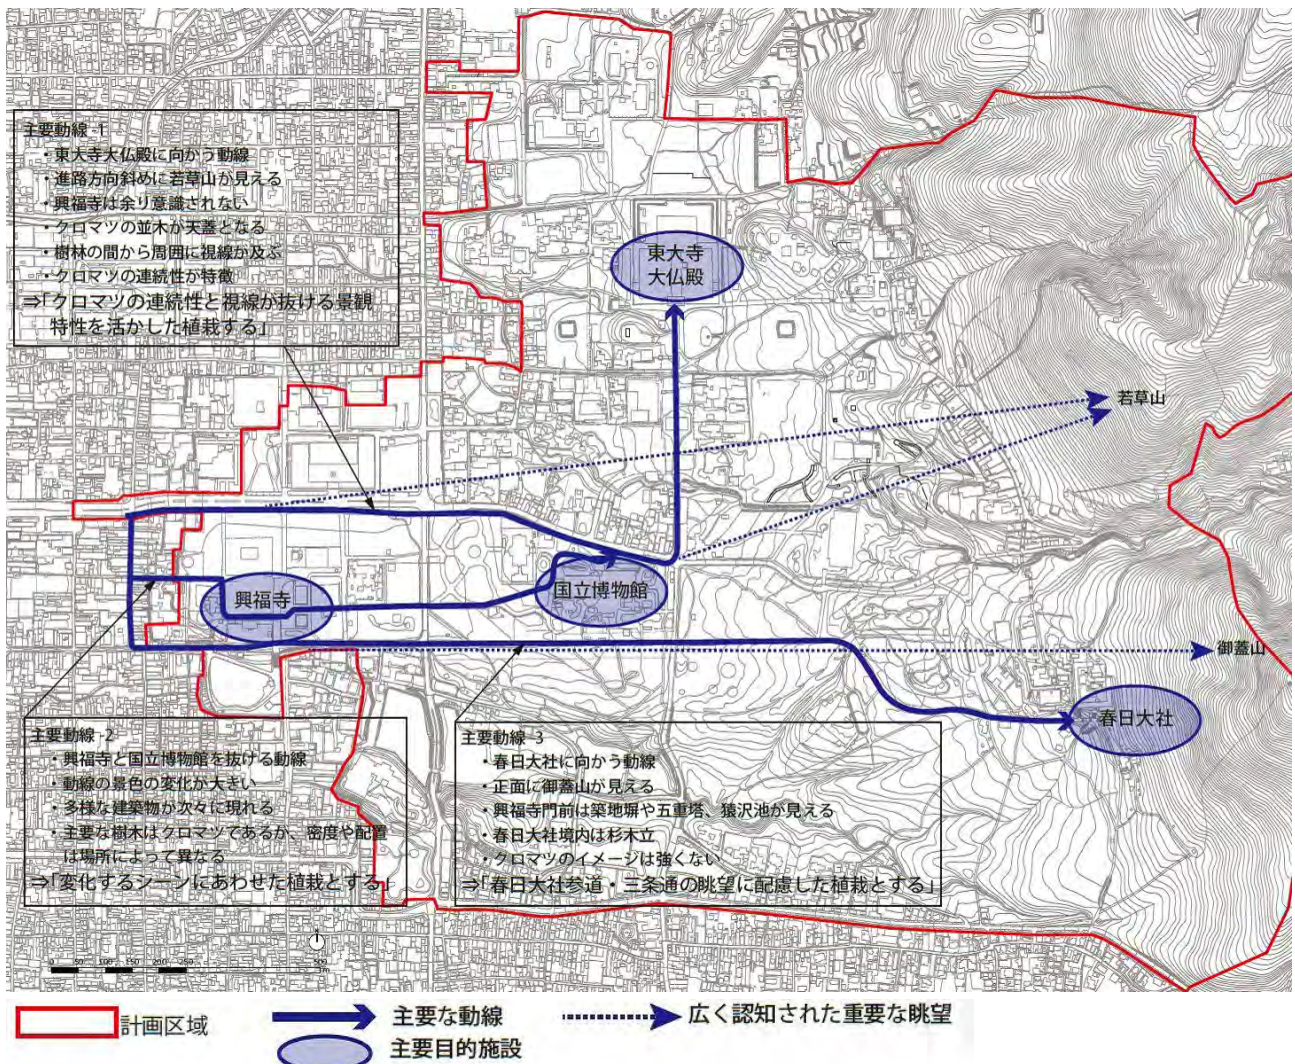 主要動線-1
・東大寺大仏殿に向かう動線
・進路方向斜めに若草山が見える
・興福寺は余り意識されない
・クロマツの並木が天蓋となる
・樹林の間から周囲に視線が及ぶ
・クロマツの連続性が特徴
⇒「クロマツの連続性と視線が抜ける景観
特性を活かした植栽する」
東大寺
大仏殿
若草山
国立博物館
興福寺
御蓋山
春日大社
主要動線-2
・興福寺と国立博物館を抜ける動線
・動線の景色の変化が大きい
・多様な建築物が次々に現れる
・主要な樹木はクロマツであるが、密度や配置
は場所によって異なる
⇒「変化するシーンにあわせた植栽とする」
主要動線-3
・春日大社に向かう動線
・正面に御蓋山が見える
・興福寺門前は築地塀や五重塔、猿沢池が見える
・春日大社境内は杉木立
・クロマツのイメージは強くない
⇒「春日大社参道・三条通の眺望に配慮した植栽とする」
0 50 100 150 200 250 500
m
計画区域
主要な動線
広く認知された重要な眺望
主要目的施設